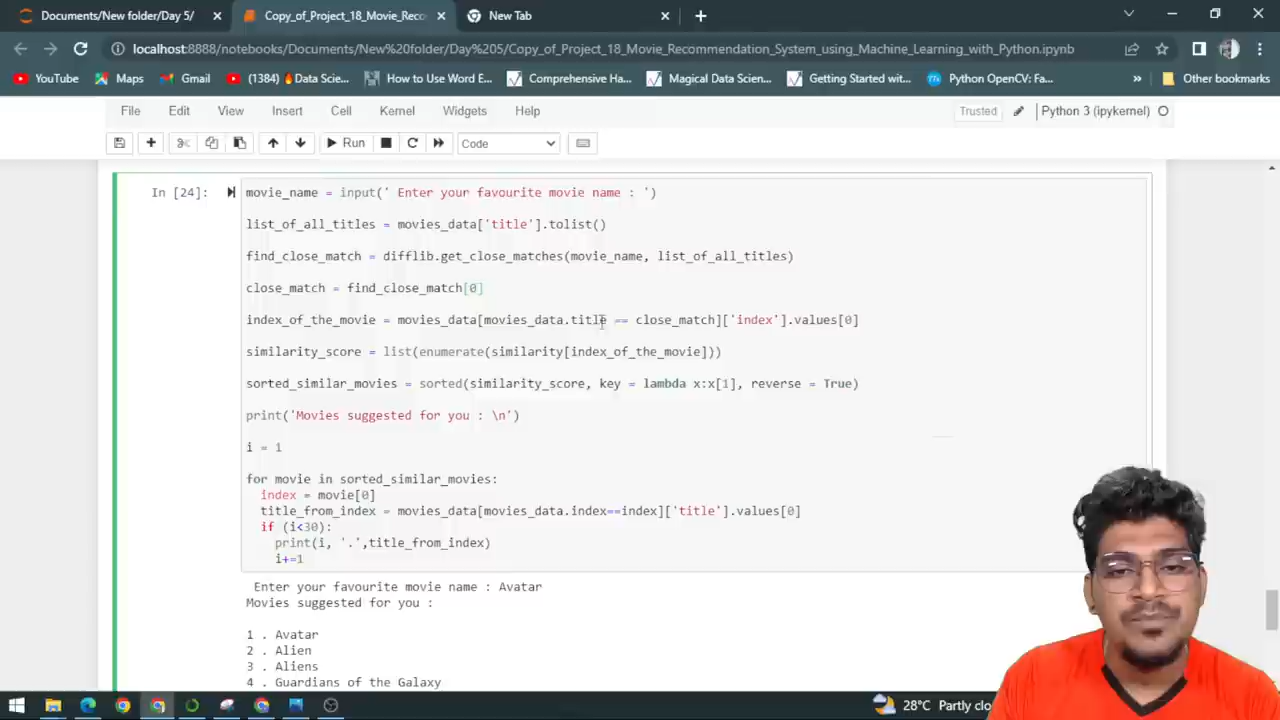 Documents/New folder/Day 5/
Copy_of_Project_18_Movie_Reco
New Tab
localhost:8888/notebooks/Documents/New%20folder/Day%205/Copy_of_Project_18_Movie_Recommendation_System_using_Machine_Learning_with_Python.ipynb
YouTube Maps Gmail (1384) 🔥Data Scie... How to Use Word E... Comprehensive Ha... Magical Data Scien... Getting Started wit... Python OpenCV: Fa... » Other bookmarks
File Edit View Insert Cell Kernel Widgets Help Trusted Python 3 (ipykernel)
Run Code
In [24]: movie_name = input(' Enter your favourite movie name : ')
list_of_all_titles = movies_data['title'].tolist()
find_close_match = difflib.get_close_matches(movie_name, list_of_all_titles)
close_match = find_close_match[0]
index_of_the_movie = movies_data[movies_data.title == close_match]['index'].values[0]
similarity_score = list(enumerate(similarity[index_of_the_movie]))
sorted_similar_movies = sorted(similarity_score, key = lambda x:x[1], reverse = True)
print('Movies suggested for you : \n')
i = 1
for movie in sorted_similar_movies:
index = movie[0]
title_from_index = movies_data[movies_data.index==index]['title'].values[0]
if (i<30):
print(i, '.',title_from_index)
i+=1
Enter your favourite movie name : Avatar
Movies suggested for you :
1 . Avatar
2 . Alien
3 . Aliens
4 . Guardians of the Galaxy
28°C Partly clo